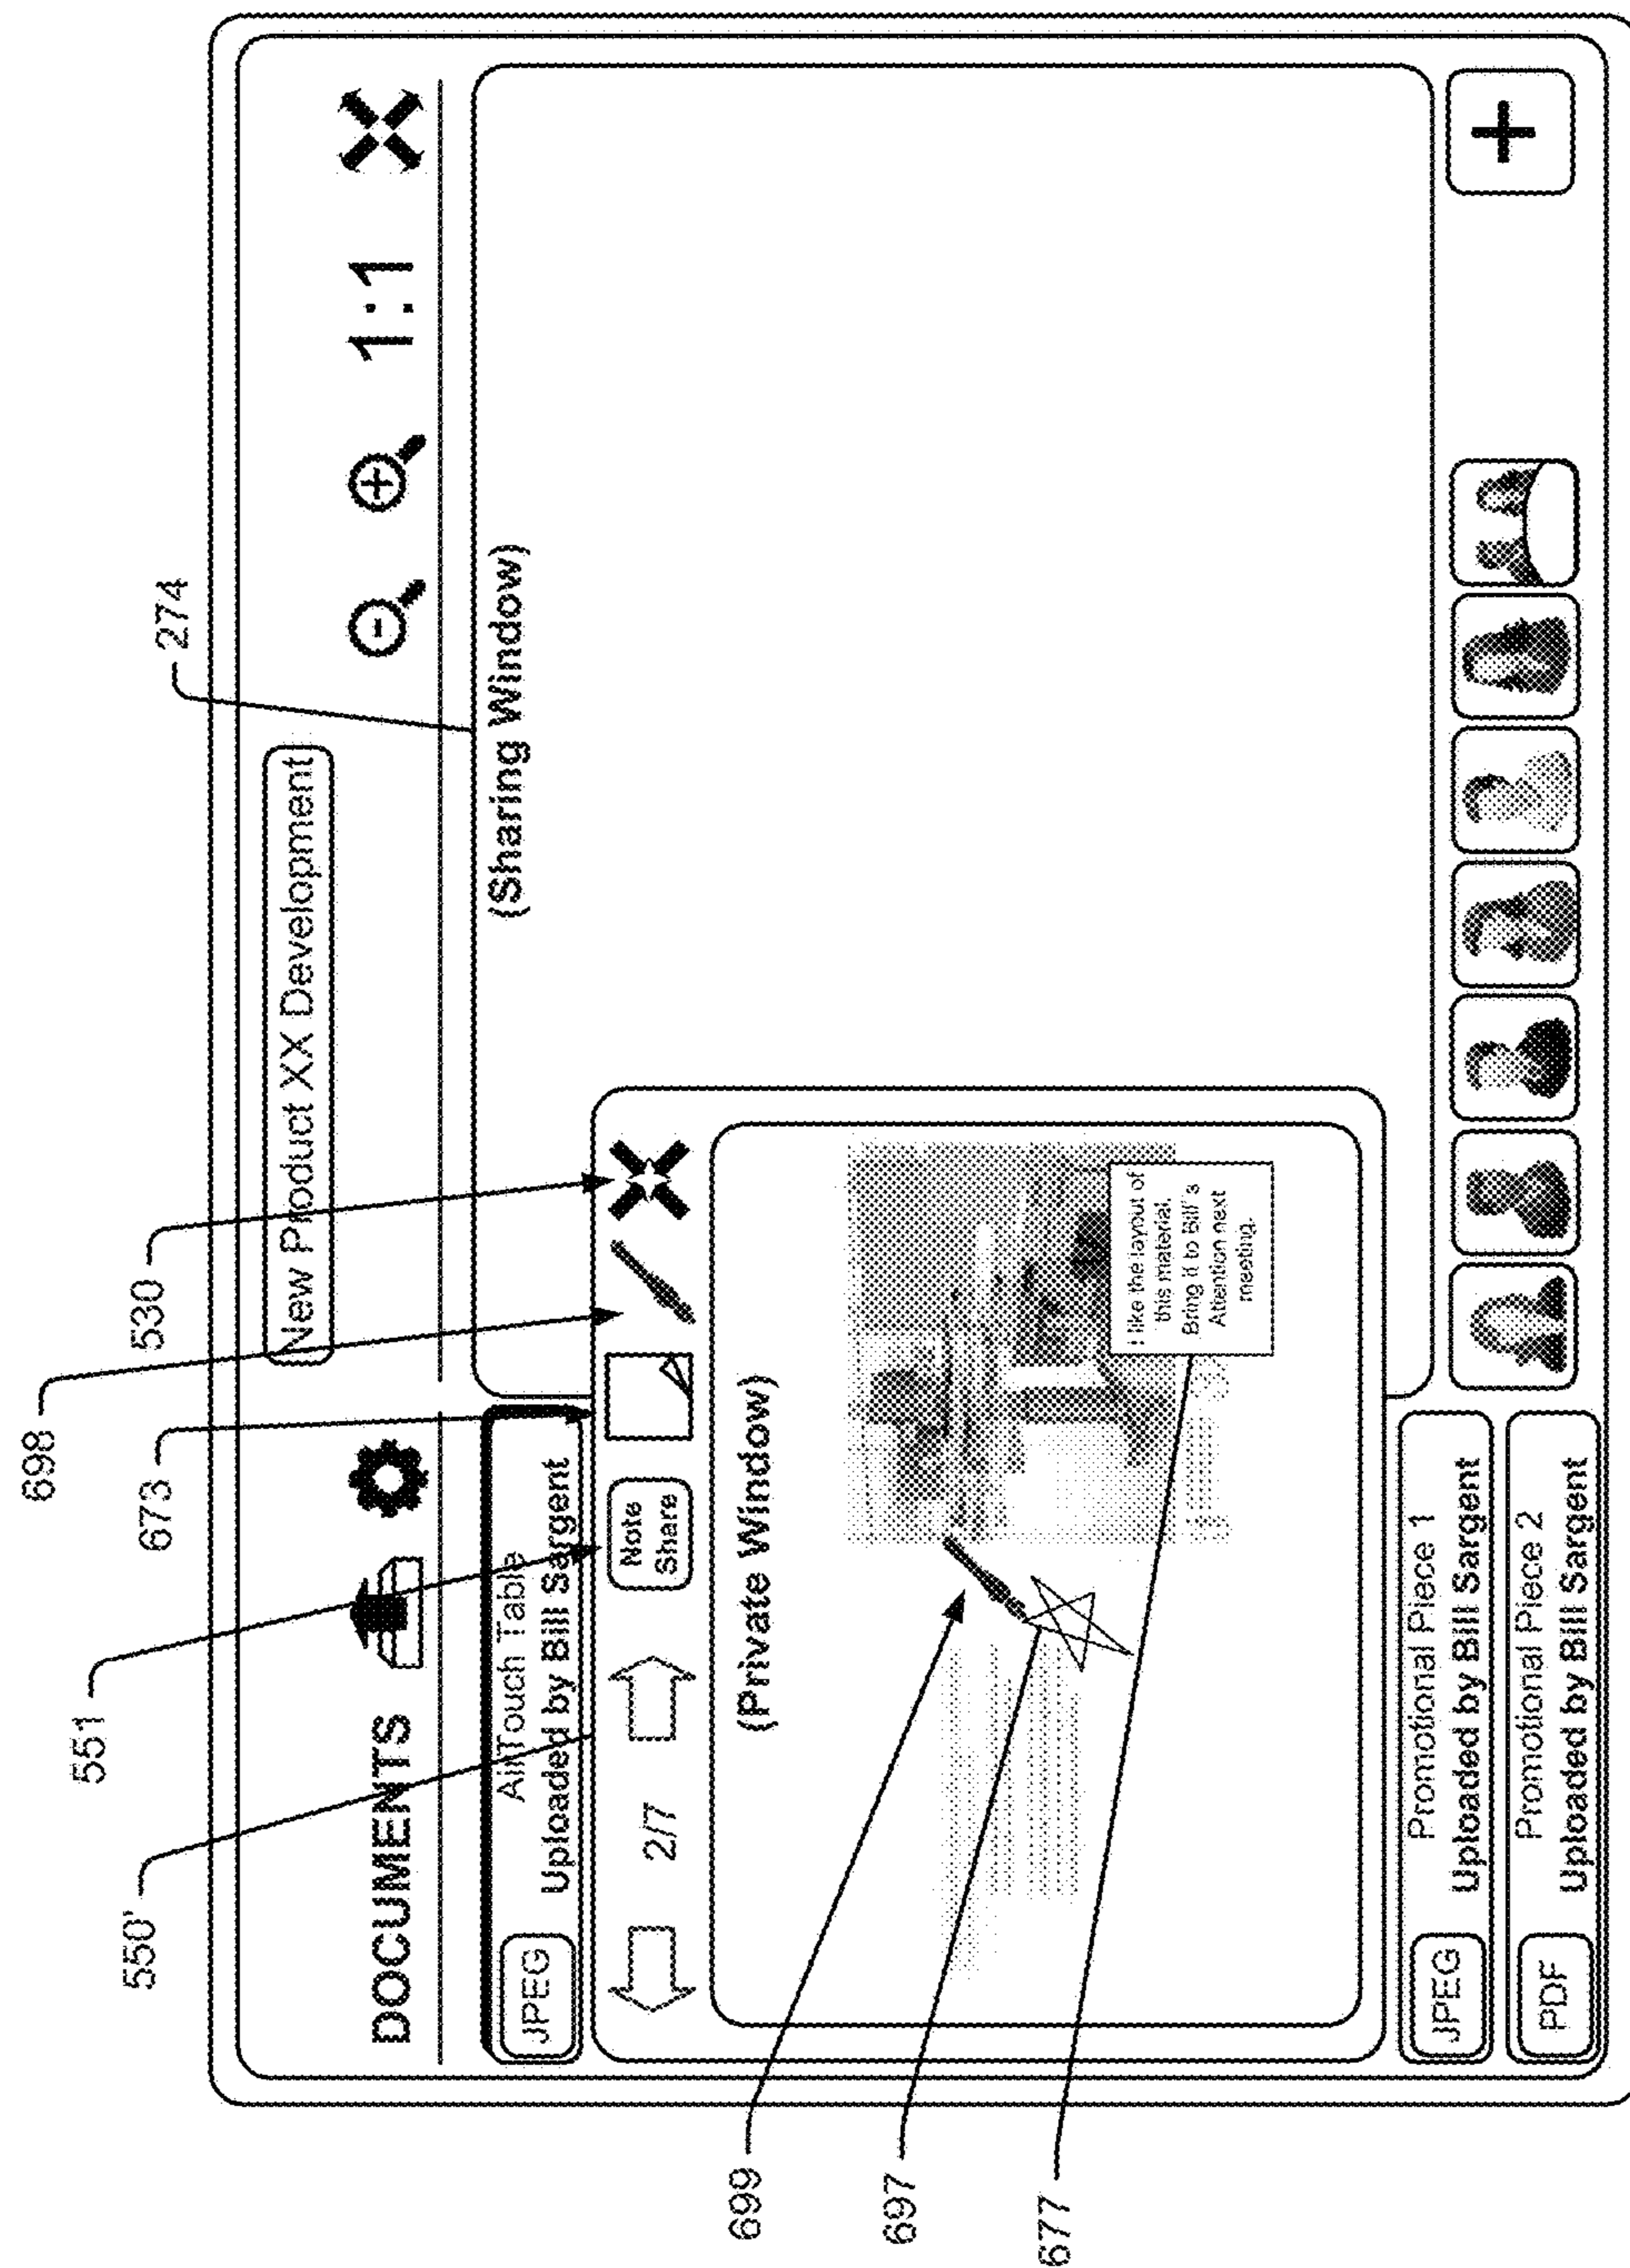 698
530
673
551
550'
274
New Product XX Development
DOCUMENTS
1:1
JPEG
AllTouch Table
Uploaded by Bill Sargent
(Sharing Window)
2/7
Note
Share
(Private Window)
I like the layout of
this material.
Bring it to Bill's
Attention next
meeting.
699
697
677
JPEG
Promotional Piece 1
Uploaded by Bill Sargent
PDF
Promotional Piece 2
Uploaded by Bill Sargent